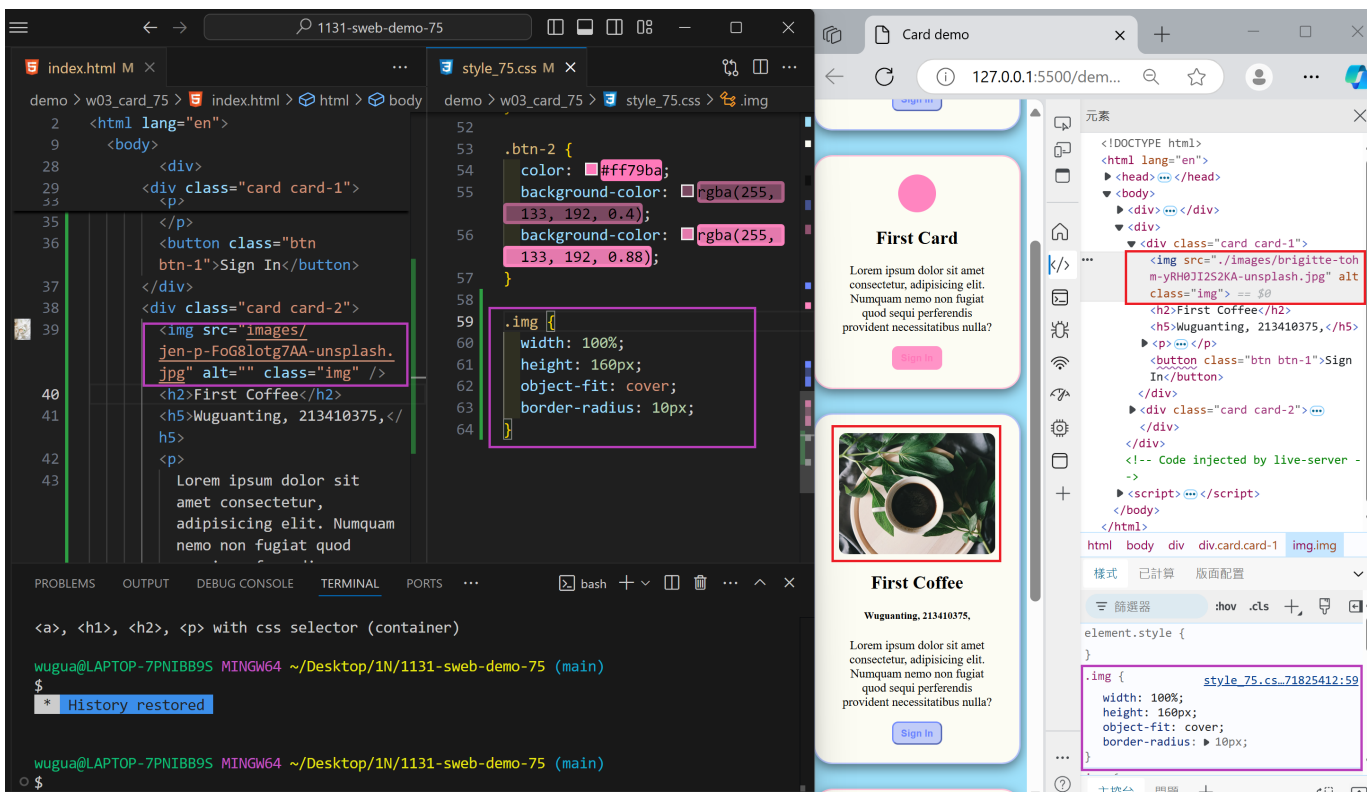 1131-sweb-demo-75
index.html M
style_75.css M
demo > w03_card_75 > index.html > html > body
demo > w03_card_75 > style_75.css > .img
2 <html lang="en">
9 <body>
28 <div>
29 <div class="card card-1">
33 <p>
35 </p>
36 <button class="btn
btn-1">Sign In</button>
37 </div>
38 <div class="card card-2">
39 <img src="images/
jen-p-FoG8lotg7AA-unsplash.
jpg" alt="" class="img" />
40 <h2>First Coffee</h2>
41 <h5>Wuguanting, 213410375,</
h5>
42 <p>
43 Lorem ipsum dolor sit
amet consectetur,
adipisicing elit. Numquam
nemo non fugiat quod
52
53 .btn-2 {
54 color: #ff79ba;
55 background-color: rgba(255,
133, 192, 0.4);
56 background-color: rgba(255,
133, 192, 0.88);
57 }
58
59 .img {
60 width: 100%;
61 height: 160px;
62 object-fit: cover;
63 border-radius: 10px;
64 }
PROBLEMS OUTPUT DEBUG CONSOLE TERMINAL PORTS
bash
<a>, <h1>, <h2>, <p> with css selector (container)
wugua@LAPTOP-7PNIBB9S MINGW64 ~/Desktop/1N/1131-sweb-demo-75 (main)
$
* History restored
wugua@LAPTOP-7PNIBB9S MINGW64 ~/Desktop/1N/1131-sweb-demo-75 (main)
$
Card demo
127.0.0.1:5500/dem...
Sign In
First Card
Lorem ipsum dolor sit amet
consectetur, adipisicing elit.
Numquam nemo non fugiat
quod sequi perferendis
provident necessitatibus nulla?
Sign In
First Coffee
Wuguanting, 213410375,
Lorem ipsum dolor sit amet
consectetur, adipisicing elit.
Numquam nemo non fugiat
quod sequi perferendis
provident necessitatibus nulla?
Sign In
元素
<!DOCTYPE html>
<html lang="en">
<head> </head>
<body>
<div> </div>
<div>
<div class="card card-1">
<img src="./images/brigitte-toh
m-yRH0JI2S2KA-unsplash.jpg" alt
class="img"> == $0
<h2>First Coffee</h2>
<h5>Wuguanting, 213410375,</h5>
<p> </p>
<button class="btn btn-1">Sign
In</button>
</div>
<div class="card card-2">
</div>
</div>
<!-- Code injected by live-server -
->
<script> </script>
</body>
</html>
html body div div.card.card-1 img.img
樣式 已計算 版面配置
篩選器 :hov .cls
element.style {
}
.img { style_75.cs…71825412:59
width: 100%;
height: 160px;
object-fit: cover;
border-radius: 10px;
}
主控台 問題